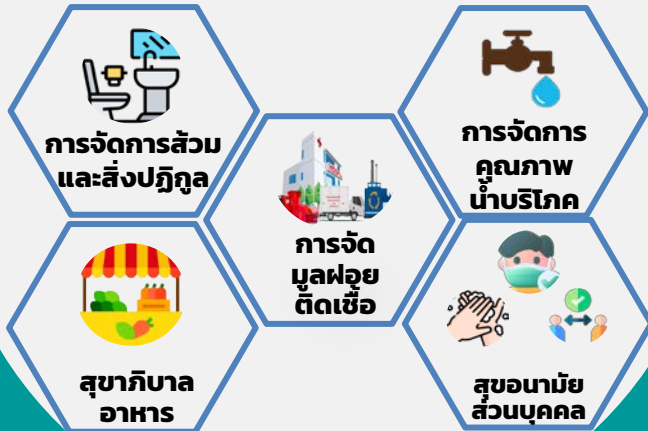 การจัดการส้วม
และสิ่งปฏิกูล
การจัดการ
คุณภาพ
น้ำบริโภค
การจัด
มูลฝอย
ติดเชื้อ
สุขาภิบาล
อาหาร
สุขอนามัย
ส่วนบุคคล